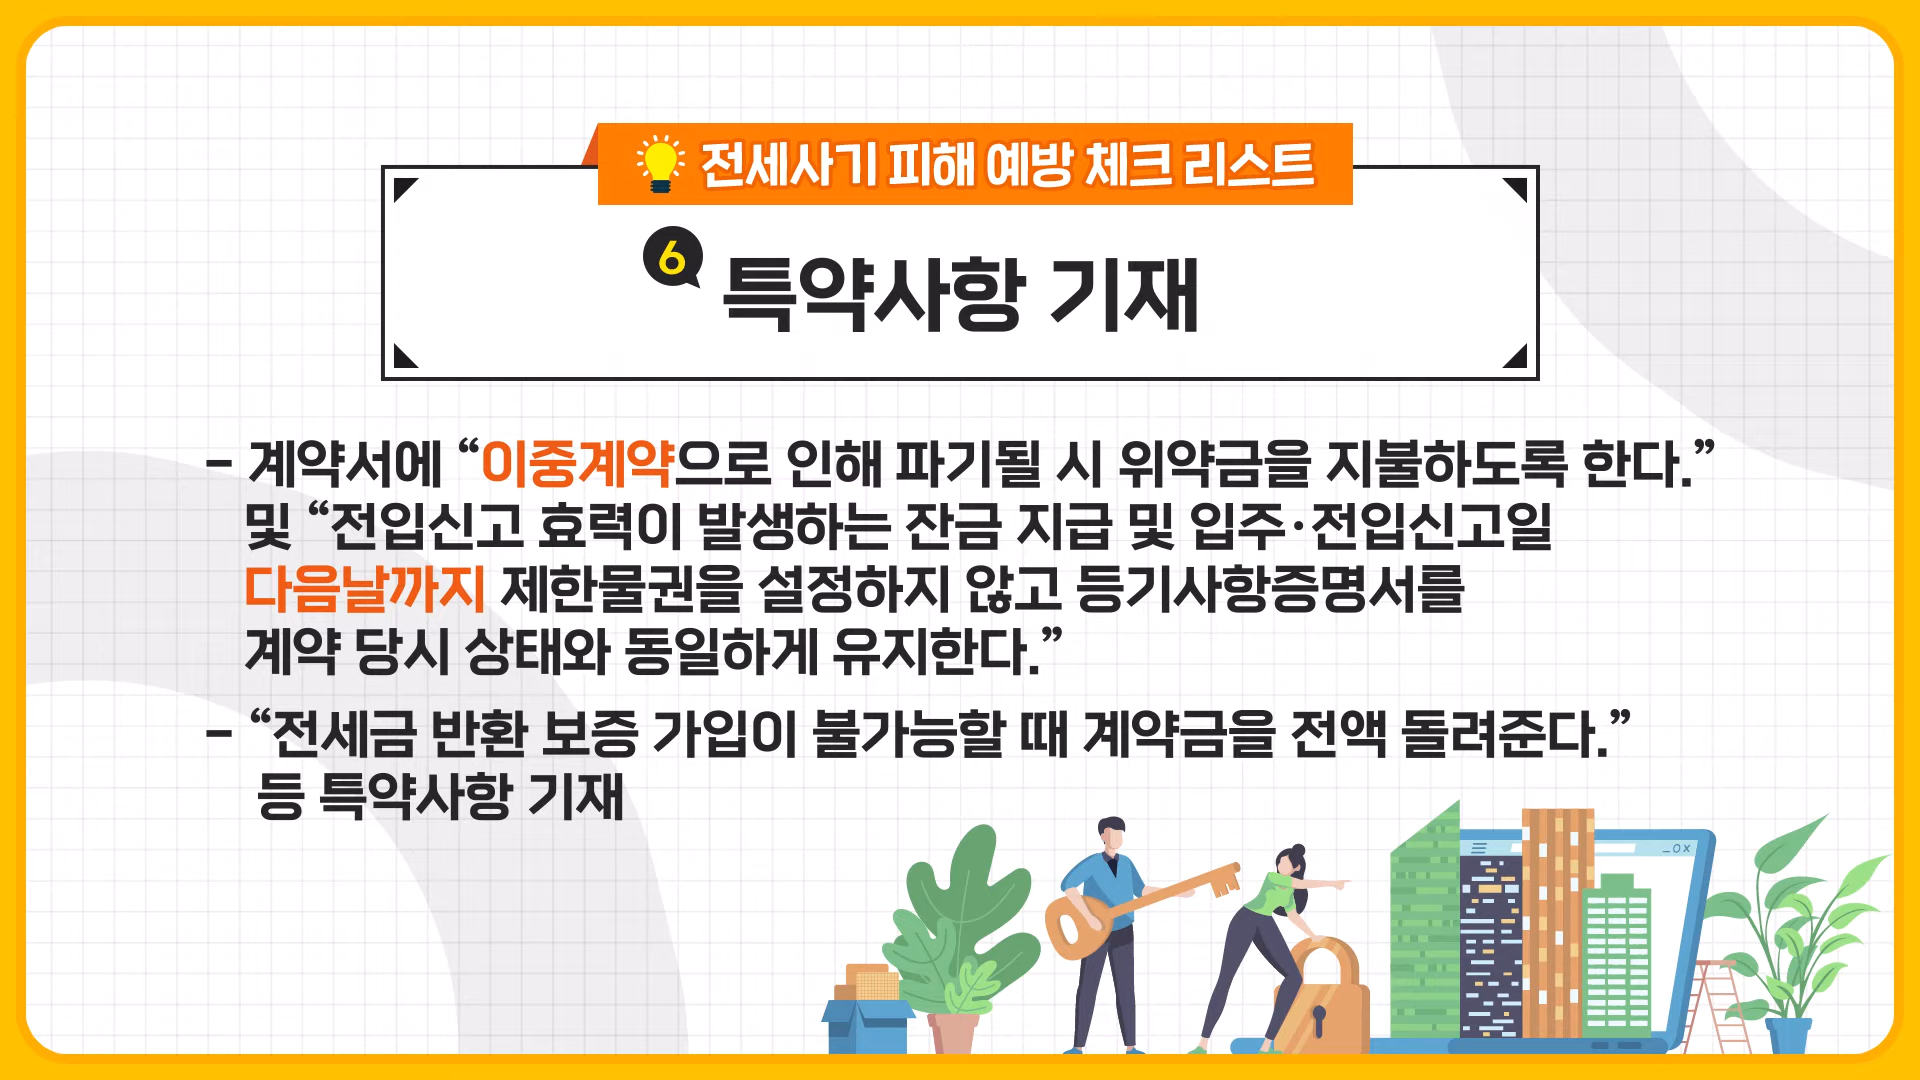 전세사기 피해 예방 체크 리스트
6
특약사항 기재
- 계약서에 “이중계약으로 인해 파기될 시 위약금을 지불하도록 한다.”
및 “전입신고 효력이 발생하는 잔금 지급 및 입주·전입신고일
다음날까지 제한물권을 설정하지 않고 등기사항증명서를
계약 당시 상태와 동일하게 유지한다.”
- “전세금 반환 보증 가입이 불가능할 때 계약금을 전액 돌려준다.”
등 특약사항 기재